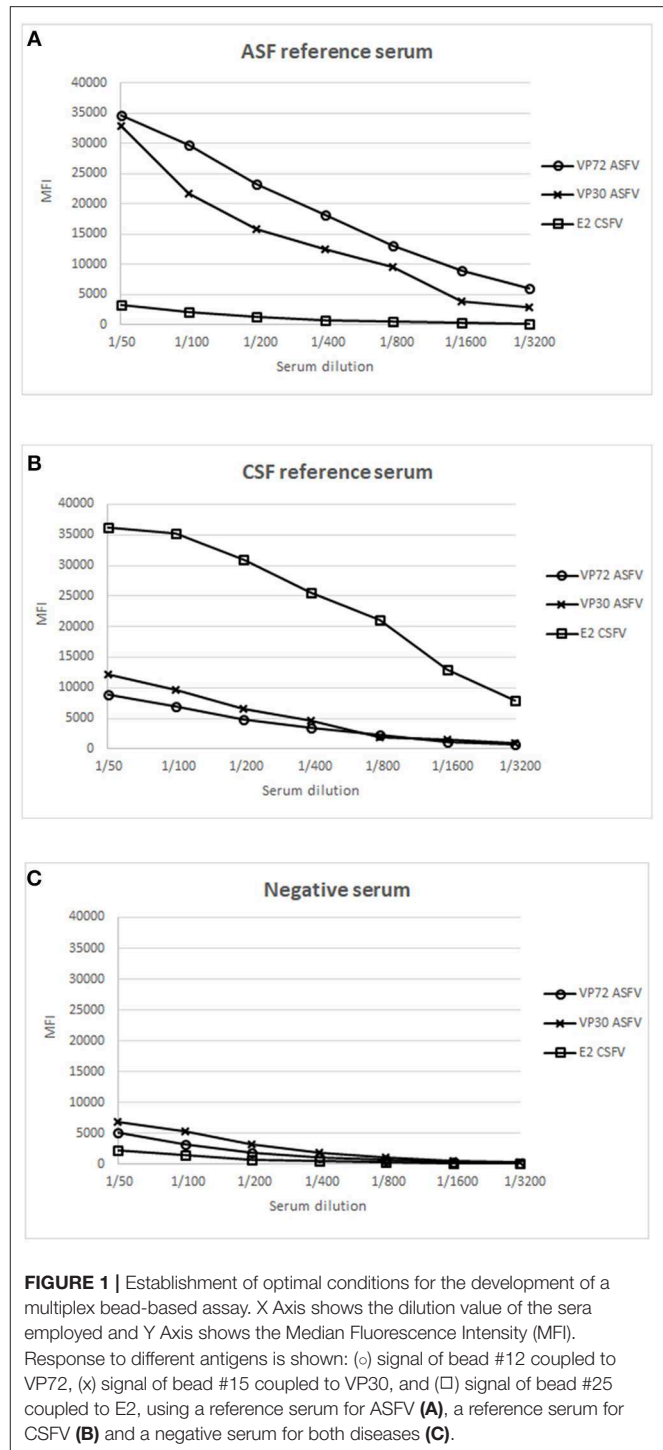 A
ASF reference serum
40000
35000
30000
25000
20000
15000
10000
5000
0
MFI
1/50 1/100 1/200 1/400 1/800 1/1600 1/3200
Serum dilution
VP72 ASFV
VP30 ASFV
E2 CSFV
B
CSF reference serum
40000
35000
30000
25000
20000
15000
10000
5000
0
MFI
1/50 1/100 1/200 1/400 1/800 1/1600 1/3200
Serum dilution
VP72 ASFV
VP30 ASFV
E2 CSFV
C
Negative serum
40000
35000
30000
25000
20000
15000
10000
5000
0
MFI
1/50 1/100 1/200 1/400 1/800 1/1600 1/3200
Serum dilution
VP72 ASFV
VP30 ASFV
E2 CSFV
FIGURE 1 | Establishment of optimal conditions for the development of a
multiplex bead-based assay. X Axis shows the dilution value of the sera
employed and Y Axis shows the Median Fluorescence Intensity (MFI).
Response to different antigens is shown: (○) signal of bead #12 coupled to
VP72, (x) signal of bead #15 coupled to VP30, and (□) signal of bead #25
coupled to E2, using a reference serum for ASFV (A), a reference serum for
CSFV (B) and a negative serum for both diseases (C).